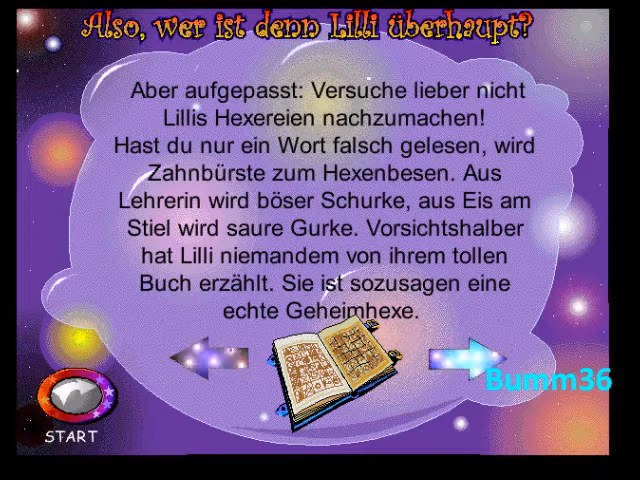 Also, wer ist denn Lilli überhaupt?
Aber aufgepasst: Versuche lieber nicht
Lillis Hexereien nachzumachen!
Hast du nur ein Wort falsch gelesen, wird
Zahnbürste zum Hexenbesen. Aus
Lehrerin wird böser Schurke, aus Eis am
Stiel wird saure Gurke. Vorsichtshalber
hat Lilli niemandem von ihrem tollen
Buch erzählt. Sie ist sozusagen eine
echte Geheimhexe.
Bumm36
START